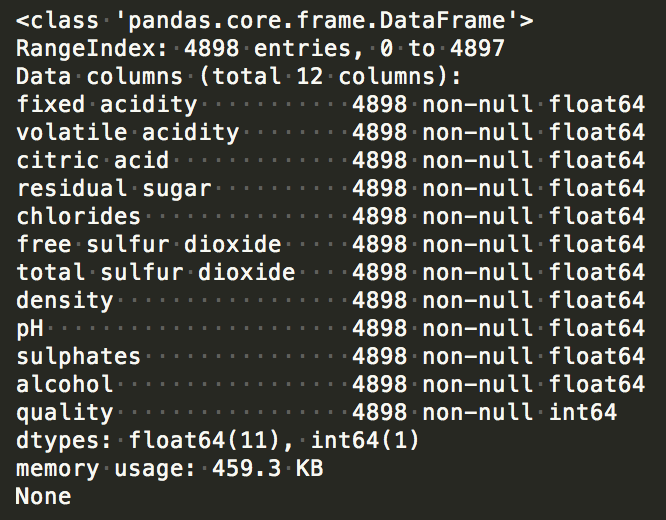 <class 'pandas.core.frame.DataFrame'>
RangeIndex: 4898 entries, 0 to 4897
Data columns (total 12 columns):
fixed acidity           4898 non-null float64
volatile acidity        4898 non-null float64
citric acid             4898 non-null float64
residual sugar          4898 non-null float64
chlorides               4898 non-null float64
free sulfur dioxide     4898 non-null float64
total sulfur dioxide    4898 non-null float64
density                 4898 non-null float64
pH                      4898 non-null float64
sulphates               4898 non-null float64
alcohol                 4898 non-null float64
quality                 4898 non-null int64
dtypes: float64(11), int64(1)
memory usage: 459.3 KB
None